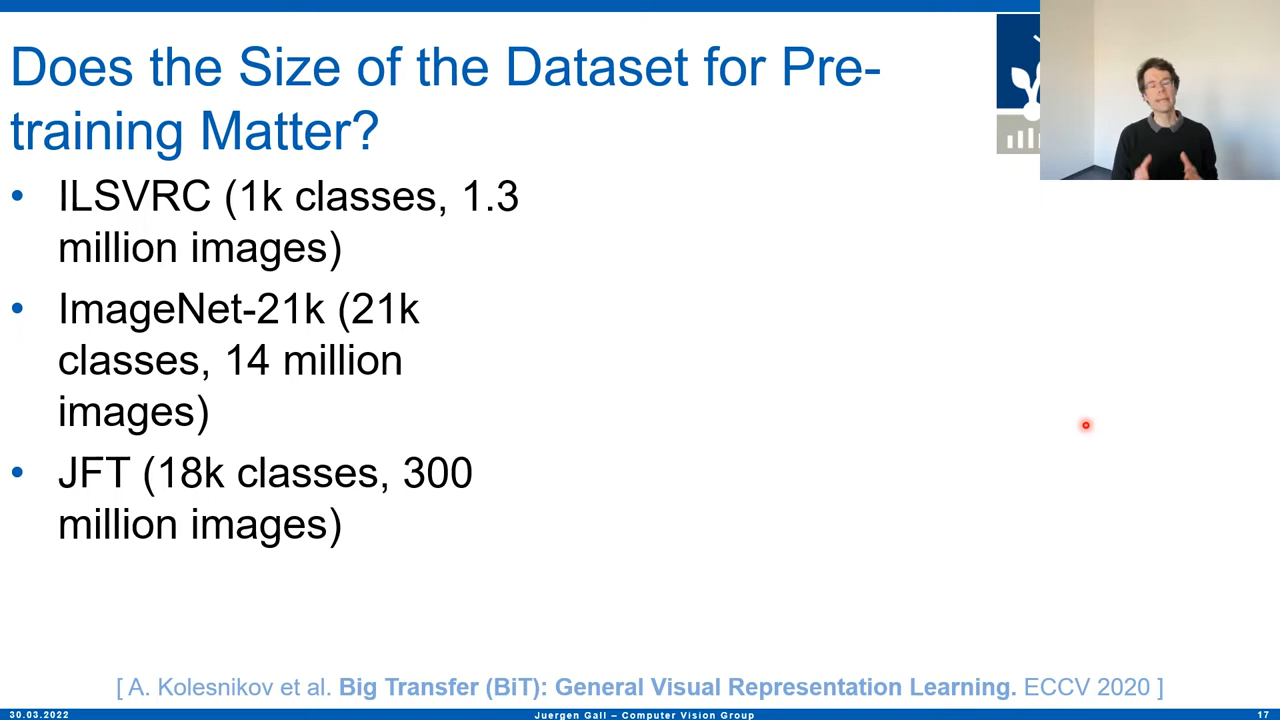 Does the Size of the Dataset for Pre-
training Matter?
• ILSVRC (1k classes, 1.3
million images)
• ImageNet-21k (21k
classes, 14 million
images)
• JFT (18k classes, 300
million images)
[ A. Kolesnikov et al. Big Transfer (BiT): General Visual Representation Learning. ECCV 2020 ]
30.03.2022
Juergen Gall – Computer Vision Group
17